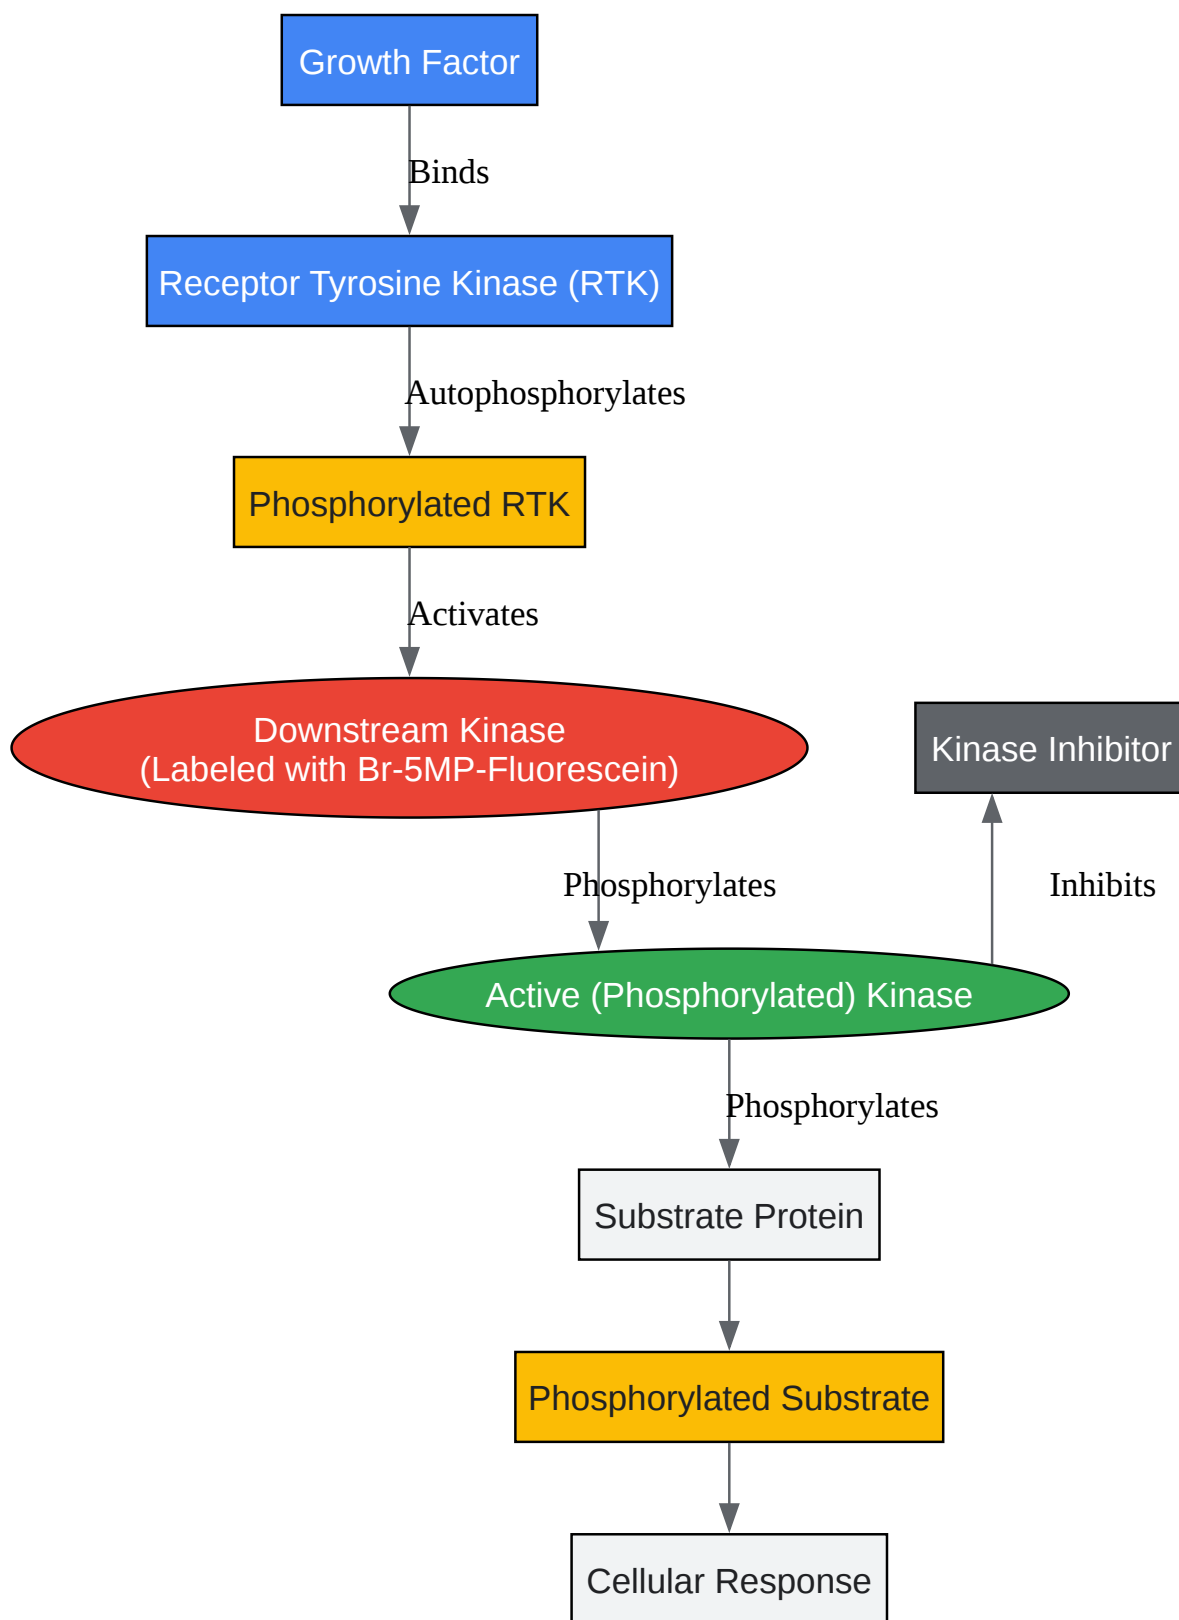 Growth Factor
Binds
Receptor Tyrosine Kinase (RTK)
Autophosphorylates
Phosphorylated RTK
Activates
Downstream Kinase
(Labeled with Br-5MP-Fluorescein)
Kinase Inhibitor
Phosphorylates
Inhibits
Active (Phosphorylated) Kinase
Phosphorylates
Substrate Protein
Phosphorylated Substrate
Cellular Response